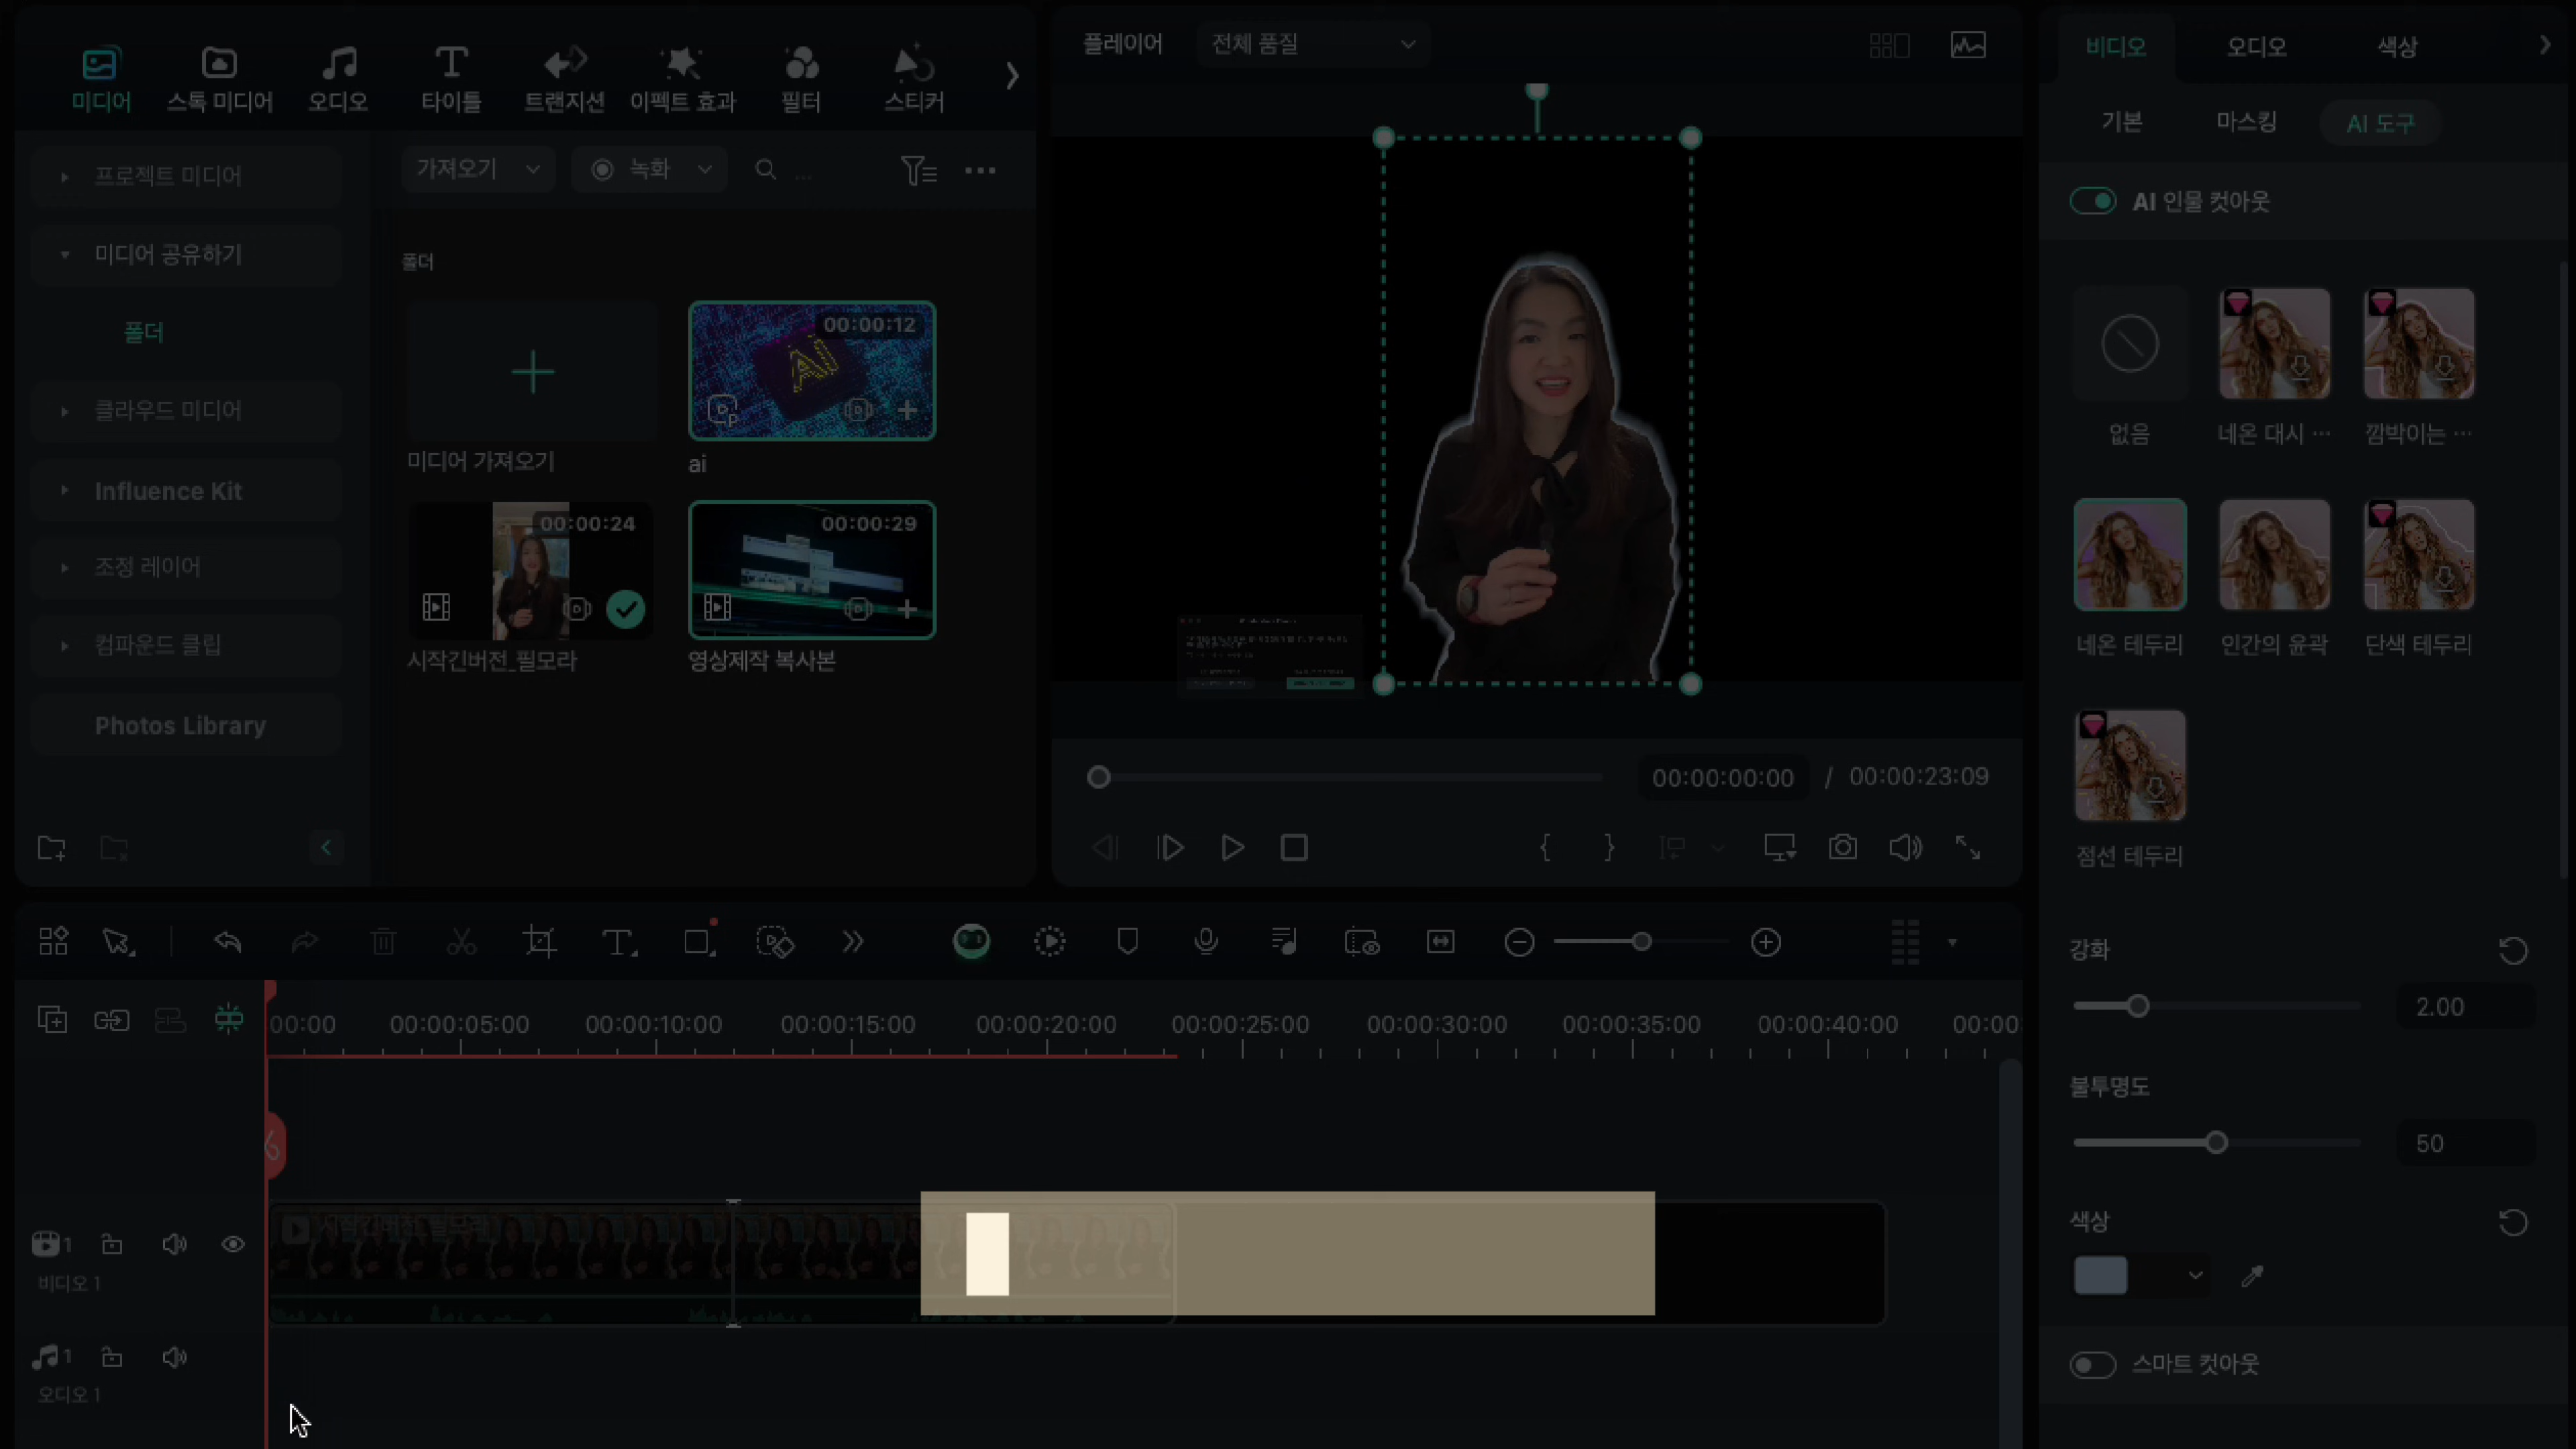 미디어
스톡 미디어
오디오
타이틀
트랜지션
이펙트 효과
필터
스티커
프로젝트 미디어
미디어 공유하기
폴더
클라우드 미디어
Influence Kit
조정 레이어
컴파운드 클립
Photos Library
가져오기
녹화
...
폴더
미디어 가져오기
00:00:12
AI
ai
00:00:24
시작긴버전_필모라
00:00:29
영상제작 복사본
플레이어
전체 품질
00:00:00:00 / 00:00:23:09
비디오
오디오
색상
기본
마스킹
AI 도구
AI 인물 컷아웃
없음
네온 대시 ...
깜박이는 ...
네온 테두리
인간의 윤곽
단색 테두리
점선 테두리
강화
2.00
불투명도
50
색상
스마트 컷아웃
00:00
00:00:05:00
00:00:10:00
00:00:15:00
00:00:20:00
00:00:25:00
00:00:30:00
00:00:35:00
00:00:40:00
00:00
1
비디오 1
시작긴버전_필모라
1
오디오 1